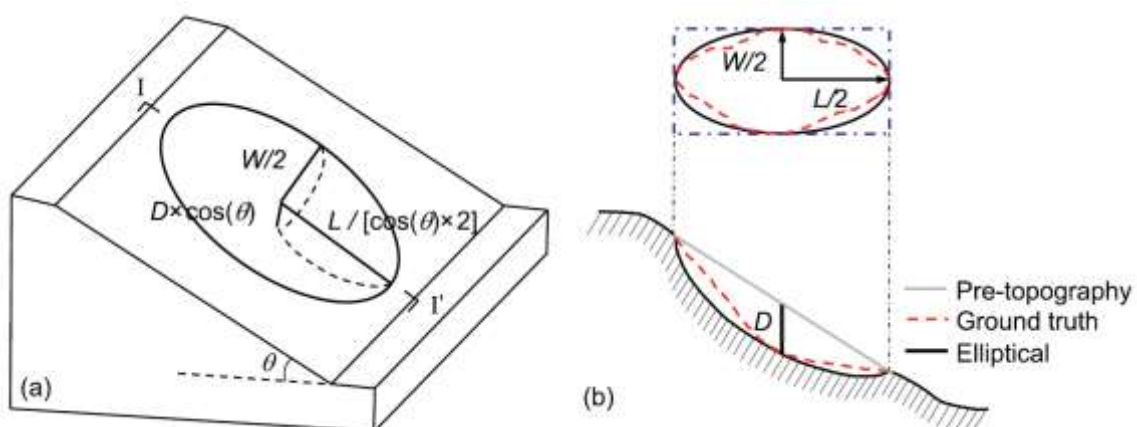 I
W/2
D×cos(θ)
L / [cos(θ)×2]
I'
θ
(a)
W/2
L/2
D
Pre-topography
Ground truth
Elliptical
(b)